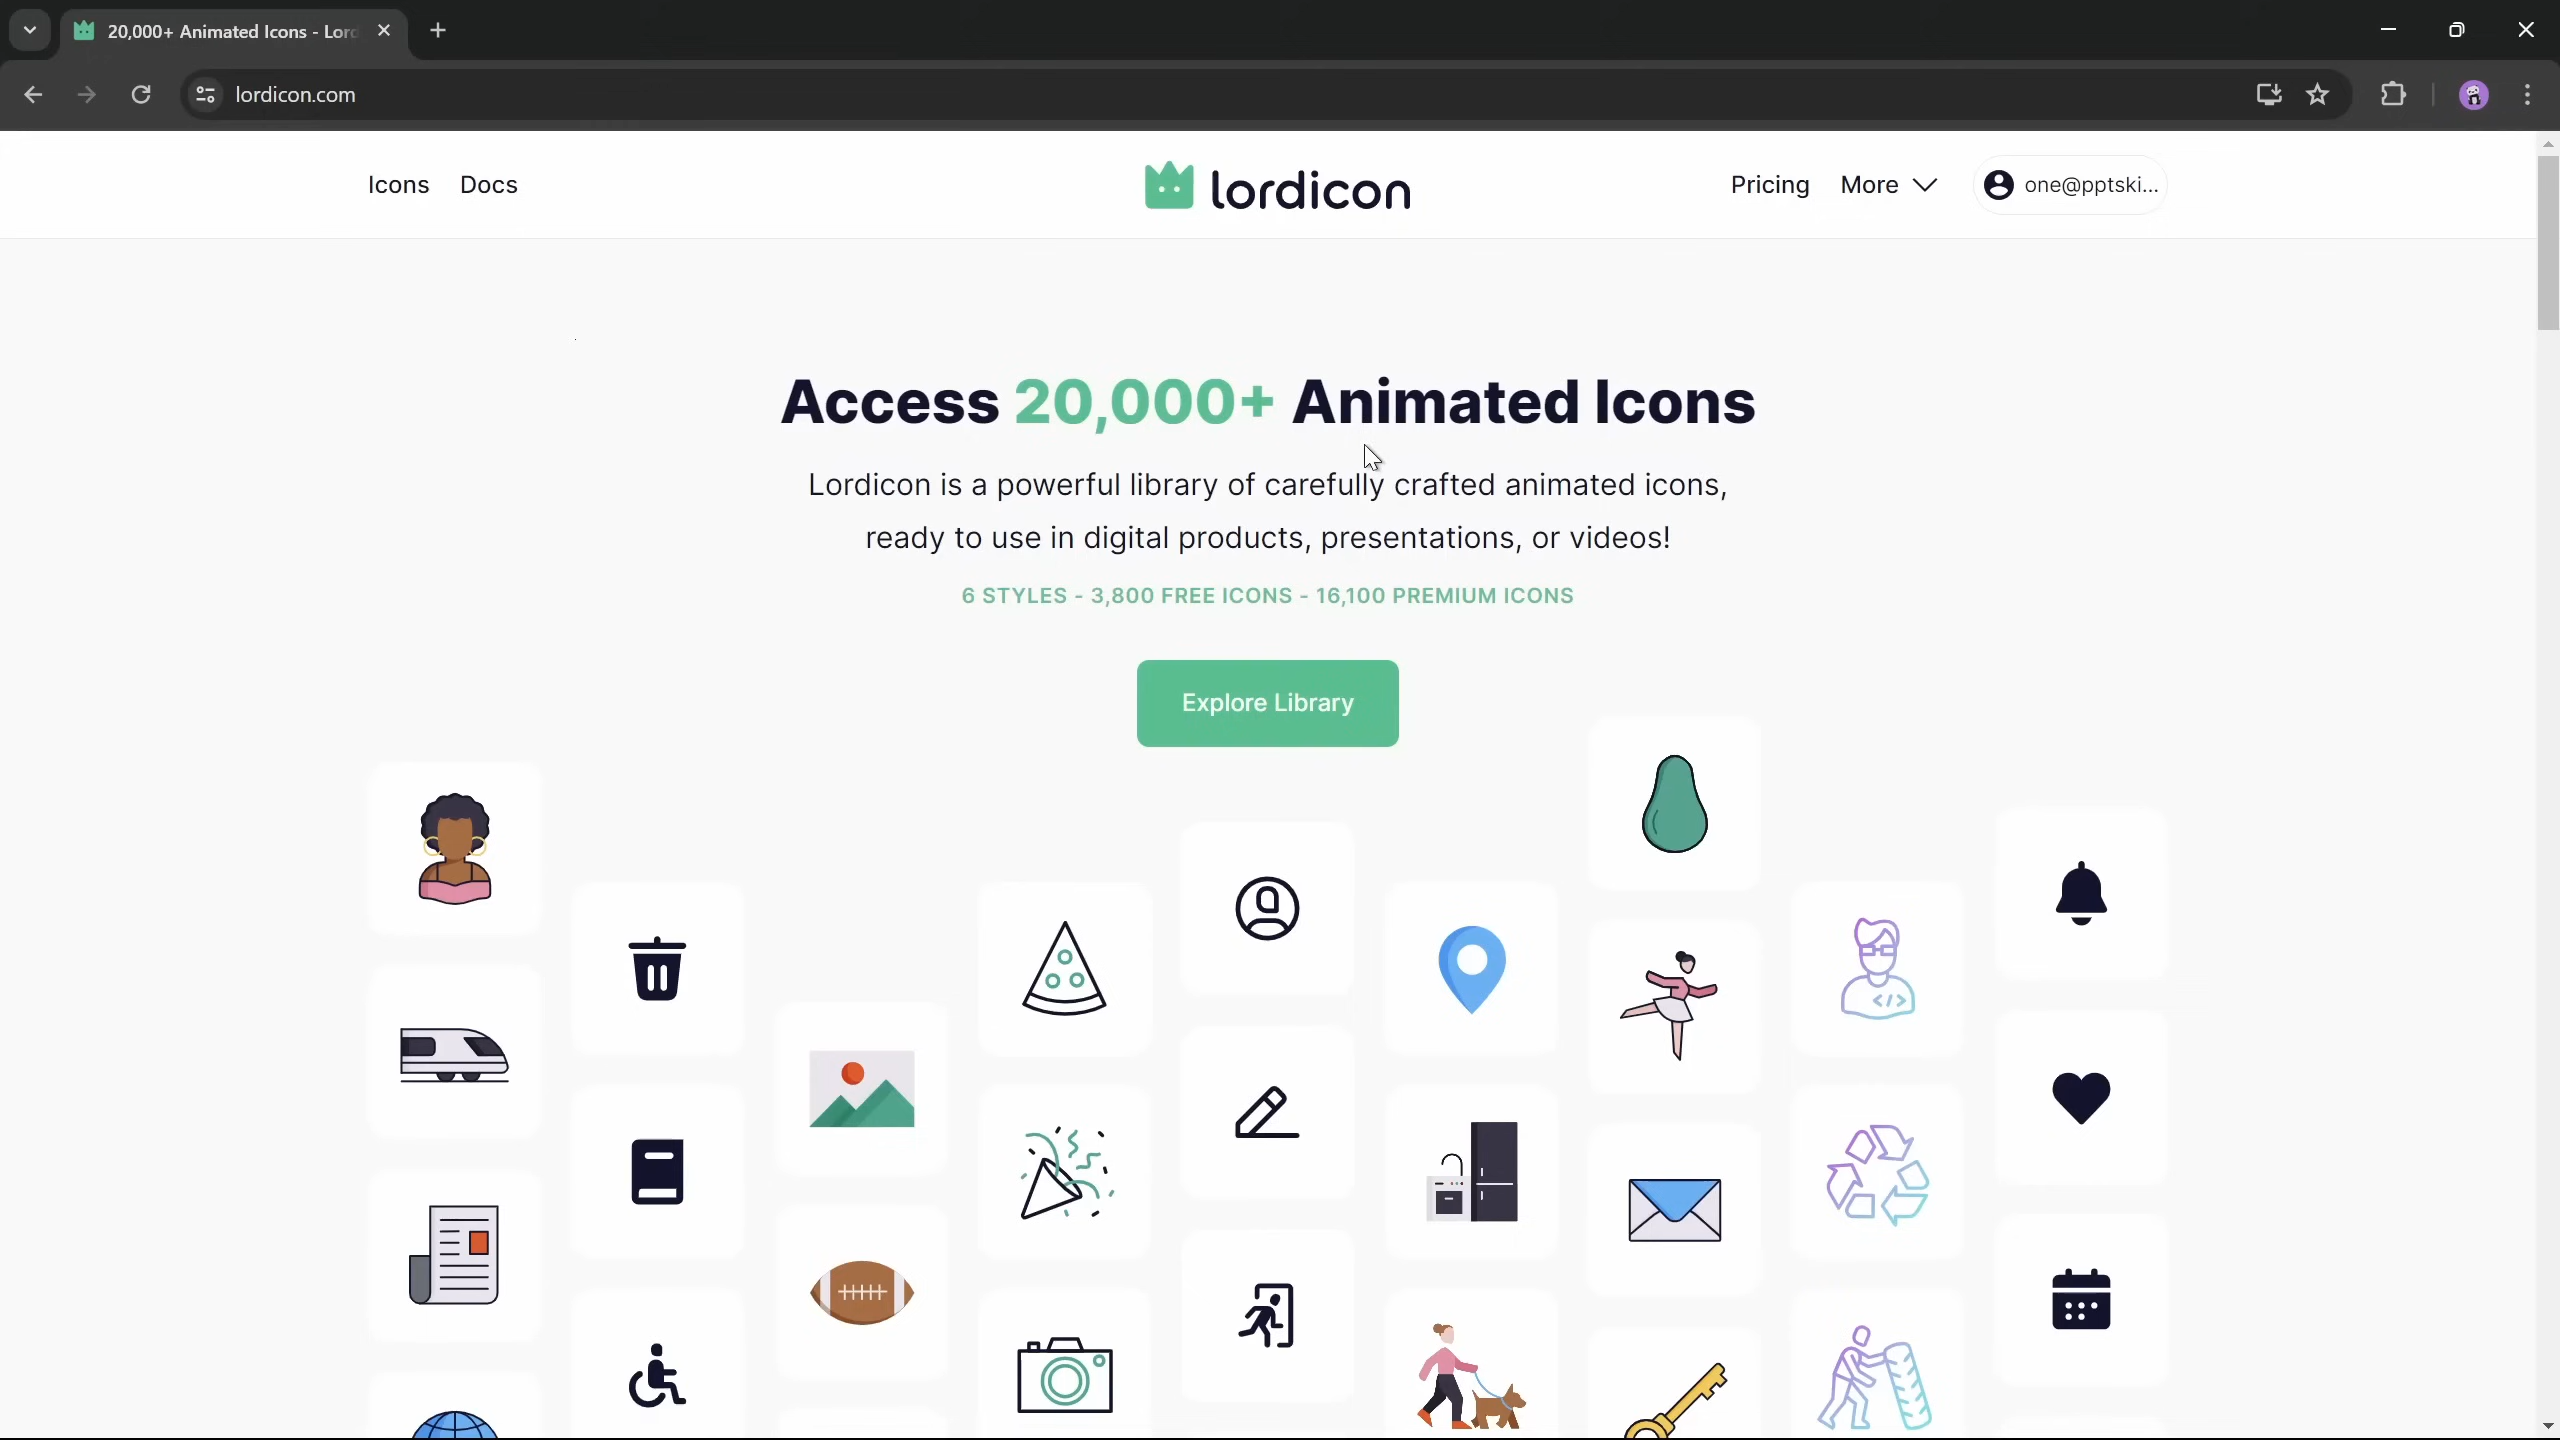 20,000+ Animated Icons - Lord
lordicon.com
Icons Docs lordicon Pricing More one@pptski...
Access 20,000+ Animated Icons
Lordicon is a powerful library of carefully crafted animated icons,
ready to use in digital products, presentations, or videos!
6 STYLES - 3,800 FREE ICONS - 16,100 PREMIUM ICONS
Explore Library